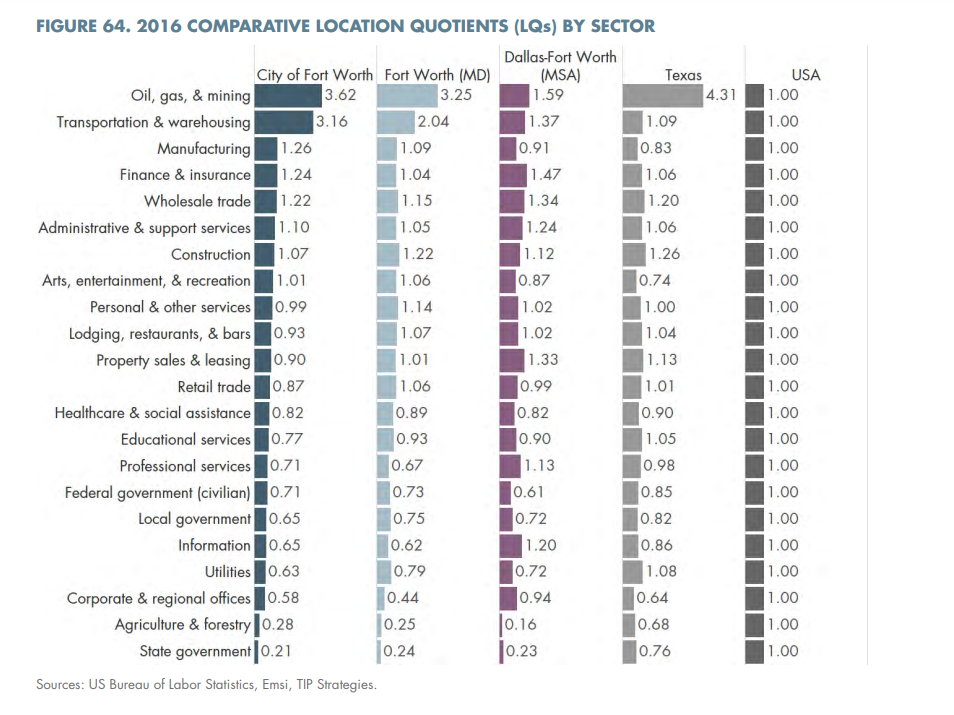 FIGURE 64. 2016 COMPARATIVE LOCATION QUOTIENTS (LQs) BY SECTOR
City of Fort Worth Fort Worth (MD) Dallas-Fort Worth (MSA) Texas USA
Oil, gas, & mining 3.62 3.25 1.59 4.31 1.00
Transportation & warehousing 3.16 2.04 1.37 1.09 1.00
Manufacturing 1.26 1.09 0.91 0.83 1.00
Finance & insurance 1.24 1.04 1.47 1.06 1.00
Wholesale trade 1.22 1.15 1.34 1.20 1.00
Administrative & support services 1.10 1.05 1.24 1.06 1.00
Construction 1.07 1.22 1.12 1.26 1.00
Arts, entertainment, & recreation 1.01 1.06 0.87 0.74 1.00
Personal & other services 0.99 1.14 1.02 1.00 1.00
Lodging, restaurants, & bars 0.93 1.07 1.02 1.04 1.00
Property sales & leasing 0.90 1.01 1.33 1.13 1.00
Retail trade 0.87 1.06 0.99 1.01 1.00
Healthcare & social assistance 0.82 0.89 0.82 0.90 1.00
Educational services 0.77 0.93 0.90 1.05 1.00
Professional services 0.71 0.67 1.13 0.98 1.00
Federal government (civilian) 0.71 0.73 0.61 0.85 1.00
Local government 0.65 0.75 0.72 0.82 1.00
Information 0.65 0.62 1.20 0.86 1.00
Utilities 0.63 0.79 0.72 1.08 1.00
Corporate & regional offices 0.58 0.44 0.94 0.64 1.00
Agriculture & forestry 0.28 0.25 0.16 0.68 1.00
State government 0.21 0.24 0.23 0.76 1.00
Sources: US Bureau of Labor Statistics, Emsi, TIP Strategies.